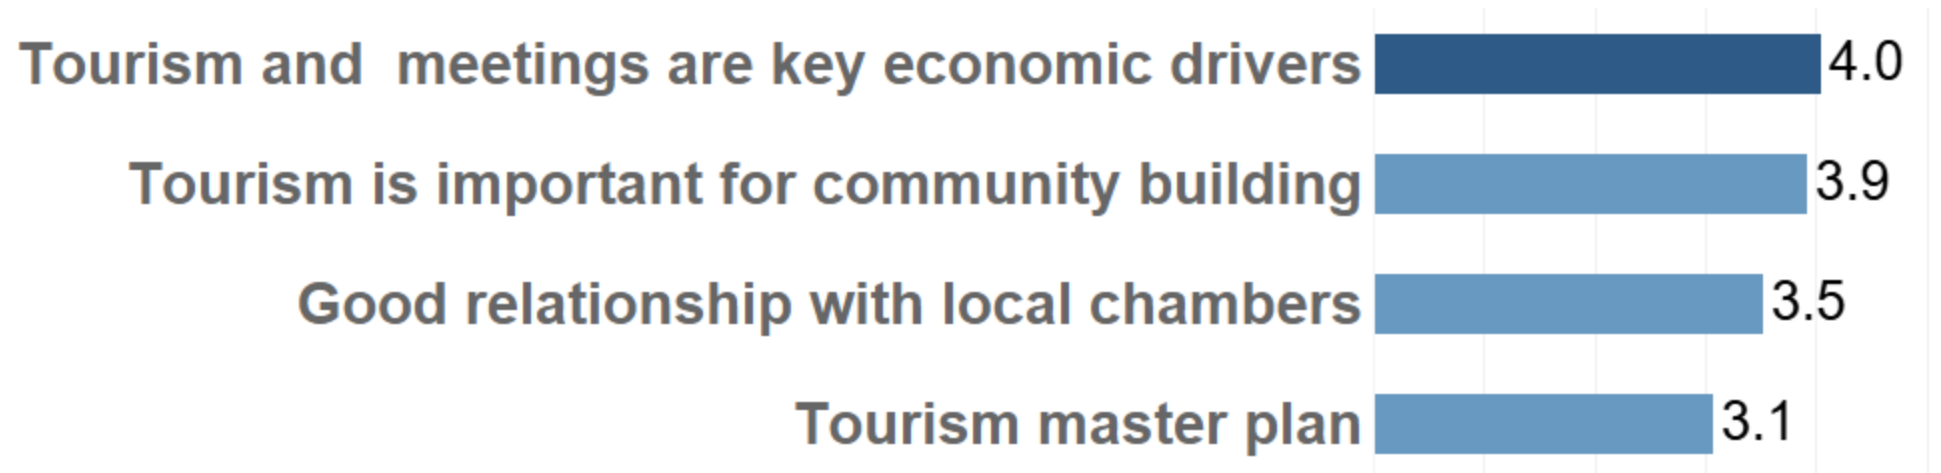 Tourism and  meetings are key economic drivers 4.0
Tourism is important for community building 3.9
Good relationship with local chambers 3.5
Tourism master plan 3.1